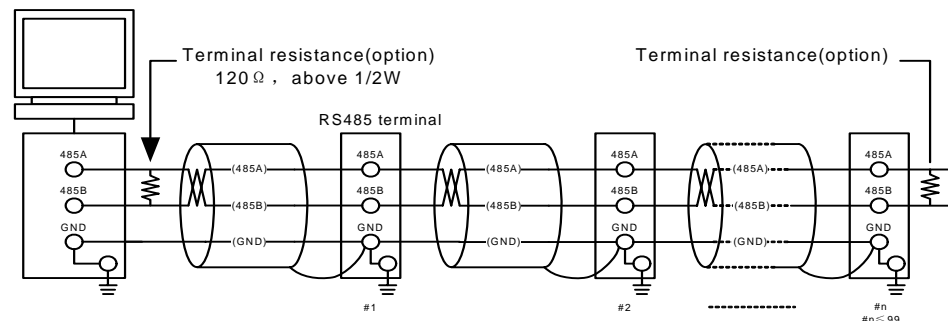 Terminal resistance(option)
120Ω , above 1/2W
Terminal resistance(option)
RS485 terminal
485A
(485A)
485A
(485A)
485A
(485A)
485A
485B
(485B)
485B
(485B)
485B
(485B)
485B
GND
(GND)
GND
(GND)
GND
(GND)
GND
#1
#2
#n
#n≤99